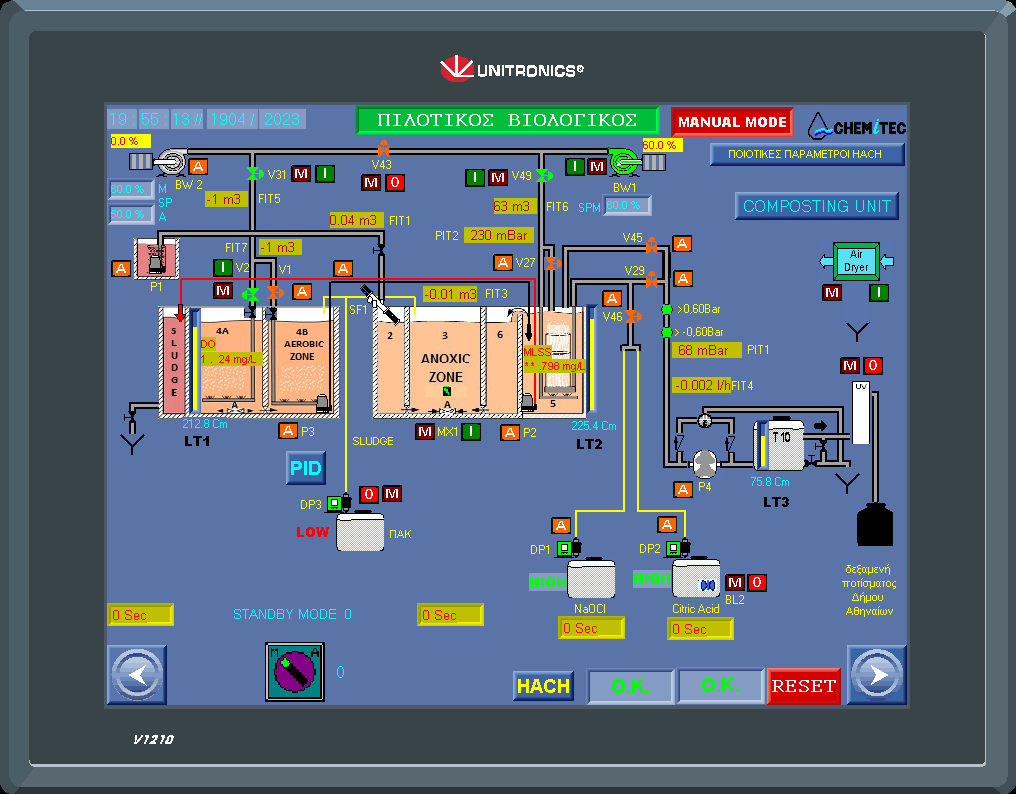 UNITRONICS®
19 55 13 // 1904 / 2023
ΠΙΛΟΤΙΚΟΣ ΒΙΟΛΟΓΙΚΟΣ
MANUAL MODE
CHEMiTEC
0.0 %
60.0 %
ΠΟΙΟΤΙΚΕΣ ΠΑΡΑΜΕΤΡΟΙ HACH
V43
A
BW 2
V31 M I
M O
I M V49
BW1
60.0 % M
SP
50.0 % A
-1 m3 FIT5
63 m3 FIT6
SPM 60.0 %
COMPOSTING UNIT
0.04 m3 FIT1
PIT2 230 mBar
V45 A
FIT7 -1 m3
A P1
I V2 V1
M A
A
A V27
V29 A
Air
Dryer
M I
SF1
-0.01 m3 FIT3
A
V46
>0,60Bar
>-0,60Bar
68 mBar PIT1
-0.002 l/h FIT4
M O
UV
SLUDGE
4A
DO
1 . . 24 mg/L
A
4B
AEROBIC
ZONE
2
3
6
ANOXIC
ZONE
A
MLSS
** .798 mg/L
5
212.8 Cm
LT1
A P3
SLUDGE
M MX1 I
A P2
225.4 Cm
LT2
T 10
75.8 Cm
LT3
A P4
PID
DP3
O M
LOW
ΠΑΚ
A
DP1
HIGH
NaOCl
A
DP2
HIGH
M O
BL2
Citric Acid
δεξαμενή
ποτίσματος
Δήμου
Αθηναίων
0 Sec
STANDBY MODE 0
0 Sec
0 Sec
0 Sec
M A
0
HACH
O.K.
O.K.
RESET
V1210